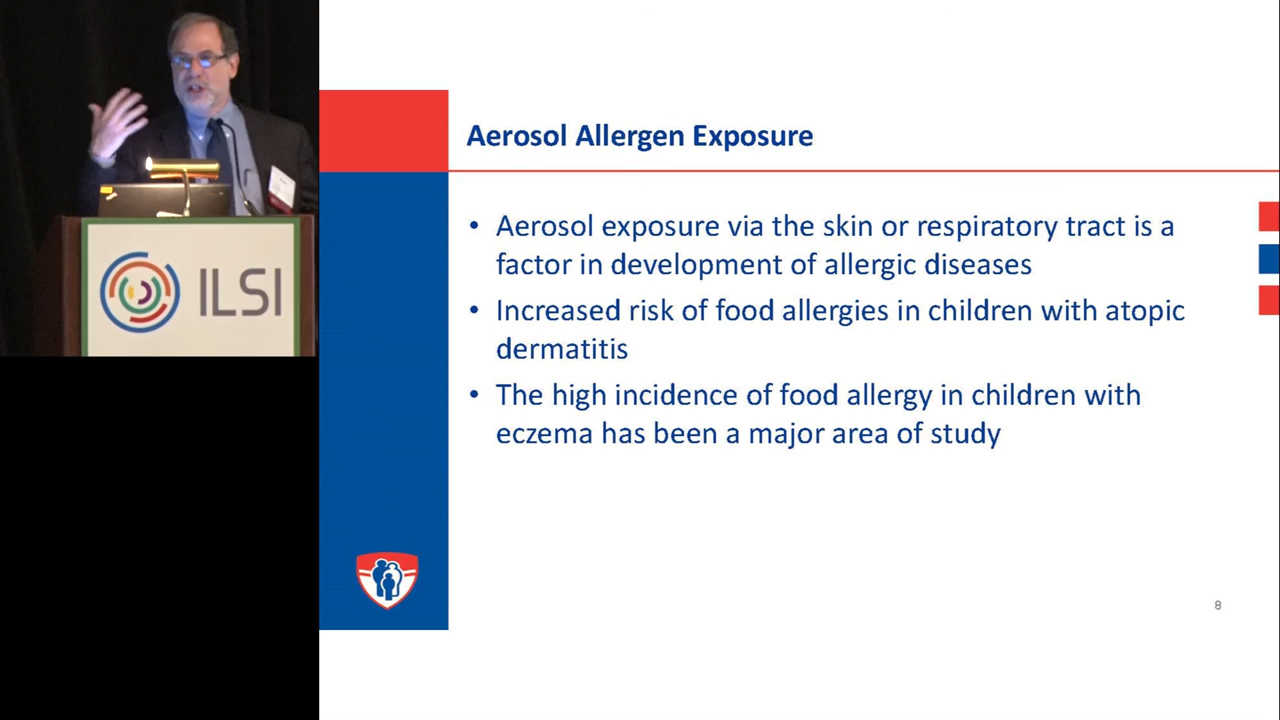 ILSI
Aerosol Allergen Exposure
• Aerosol exposure via the skin or respiratory tract is a
factor in development of allergic diseases
• Increased risk of food allergies in children with atopic
dermatitis
• The high incidence of food allergy in children with
eczema has been a major area of study
8